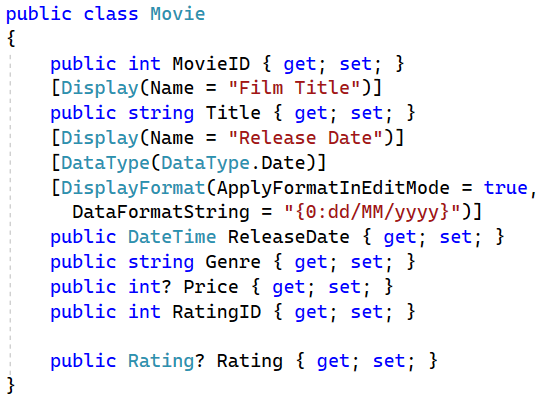 public class Movie
{
    public int MovieID { get; set; }
    [Display(Name = "Film Title")]
    public string Title { get; set; }
    [Display(Name = "Release Date")]
    [DataType(DataType.Date)]
    [DisplayFormat(ApplyFormatInEditMode = true,
      DataFormatString = "{0:dd/MM/yyyy}")]
    public DateTime ReleaseDate { get; set; }
    public string Genre { get; set; }
    public int? Price { get; set; }
    public int RatingID { get; set; }

    public Rating? Rating { get; set; }
}